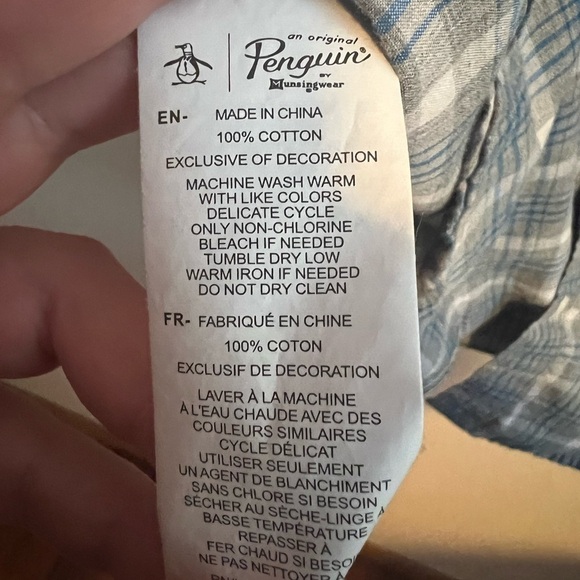 an original
Penguin®
BY
Munsingwear
EN- MADE IN CHINA
100% COTTON
EXCLUSIVE OF DECORATION
MACHINE WASH WARM
WITH LIKE COLORS
DELICATE CYCLE
ONLY NON-CHLORINE
BLEACH IF NEEDED
TUMBLE DRY LOW
WARM IRON IF NEEDED
DO NOT DRY CLEAN
FR- FABRIQUÉ EN CHINE
100% COTON
EXCLUSIF DE DECORATION
LAVER À LA MACHINE
À L'EAU CHAUDE AVEC DES
COULEURS SIMILAIRES
CYCLE DÉLICAT
UTILISER SEULEMENT
UN AGENT DE BLANCHIMENT
SANS CHLORE SI BESOIN
SÉCHER AU SÈCHE-LINGE À
BASSE TEMPÉRATURE
REPASSER À
FER CHAUD SI BESO
NE PAS NETTOYER À